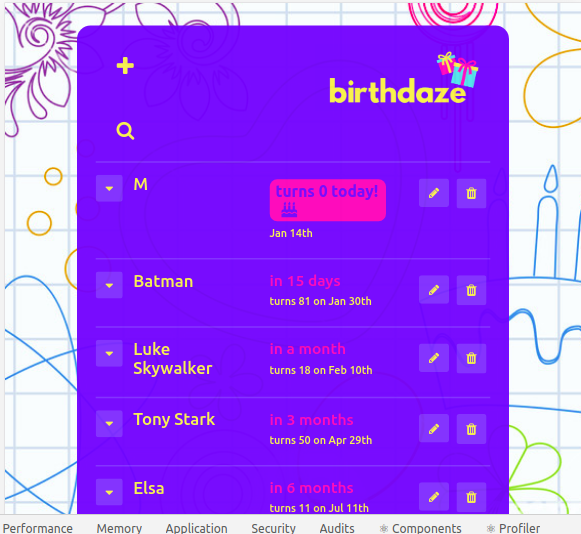 birthdaze
M
turns 0 today!
Jan 14th
Batman
in 15 days
turns 81 on Jan 30th
Luke
Skywalker
in a month
turns 18 on Feb 10th
Tony Stark
in 3 months
turns 50 on Apr 29th
Elsa
in 6 months
turns 11 on Jul 11th
Performance Memory Application Security Audits Components Profiler